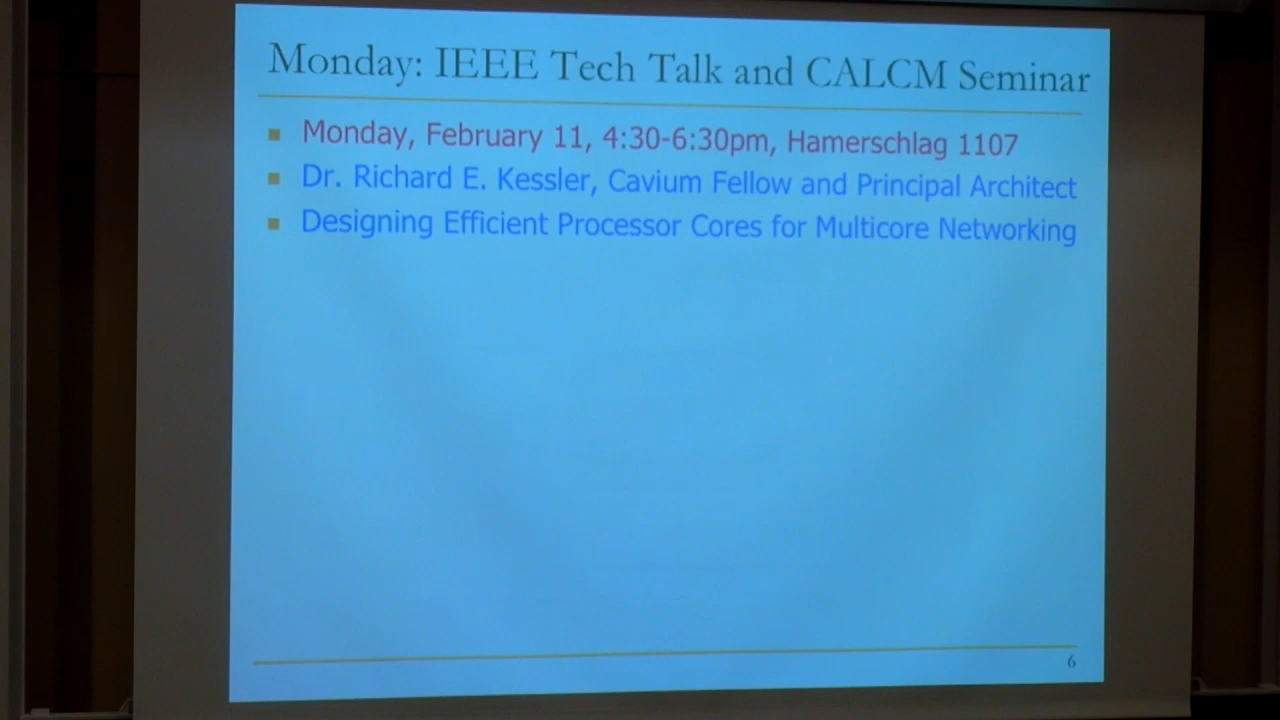 Monday: IEEE Tech Talk and CALCM Seminar
Monday, February 11, 4:30-6:30pm, Hamerschlag 1107
Dr. Richard E. Kessler, Cavium Fellow and Principal Architect
Designing Efficient Processor Cores for Multicore Networking
6